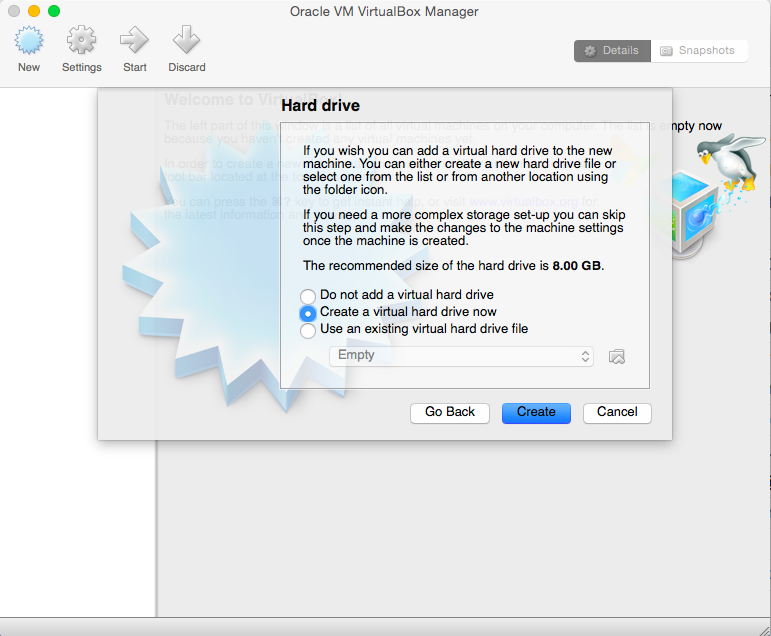 Oracle VM VirtualBox Manager
New
Settings
Start
Discard
Details
Snapshots
Welcome to VirtualBox!
The left part of this window is a list of all virtual machines on your computer. The list is empty now
because you haven't created any virtual machines yet.
In order to create a new
tool bar located at the to
You can press the ⌘? key to get instant help, or visit www.virtualbox.org for
the latest information an
Hard drive
If you wish you can add a virtual hard drive to the new
machine. You can either create a new hard drive file or
select one from the list or from another location using
the folder icon.
If you need a more complex storage set-up you can skip
this step and make the changes to the machine settings
once the machine is created.
The recommended size of the hard drive is 8.00 GB.
Do not add a virtual hard drive
Create a virtual hard drive now
Use an existing virtual hard drive file
Empty
Go Back
Create
Cancel